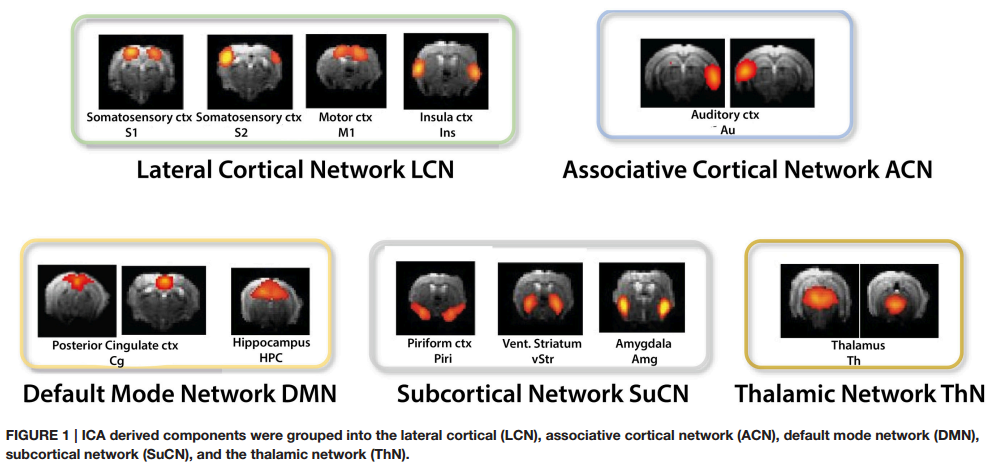 Somatosensory ctx Somatosensory ctx Motor ctx Insula ctx
S1 S2 M1 Ins
Lateral Cortical Network LCN
Auditory ctx
Au
Associative Cortical Network ACN
Posterior Cingulate ctx
Cg
Hippocampus
HPC
Default Mode Network DMN
Piriform ctx Vent. Striatum Amygdala
Piri vStr Amg
Subcortical Network SuCN
Thalamus
Th
Thalamic Network ThN
FIGURE 1 | ICA derived components were grouped into the lateral cortical (LCN), associative cortical network (ACN), default mode network (DMN),
subcortical network (SuCN), and the thalamic network (ThN).